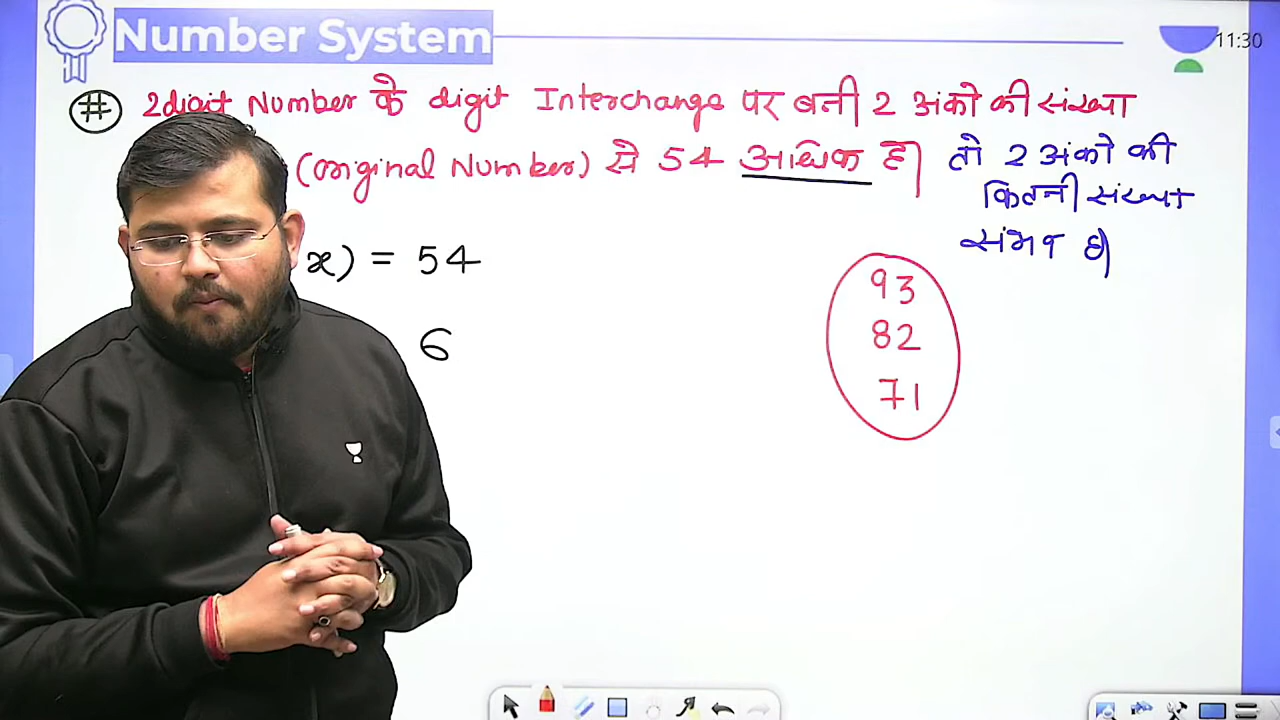 Number System
11:30
# 2digit Number के digit Interchange पर बनी 2 अंको की संख्या
(original Number) से 54 अधिक है। तो 2 अंको की
कितनी संख्या
संभव है।
x) = 54
6
93
82
71